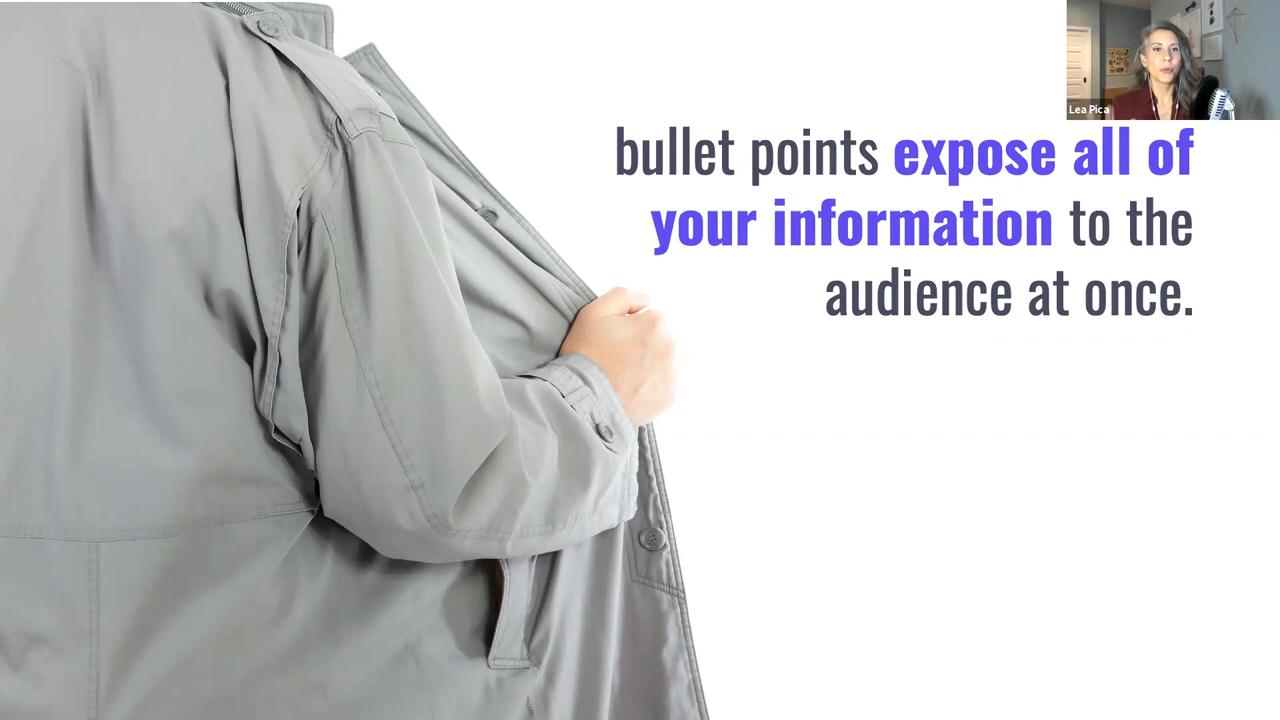 Lea Pica
bullet points expose all of
your information to the
audience at once.